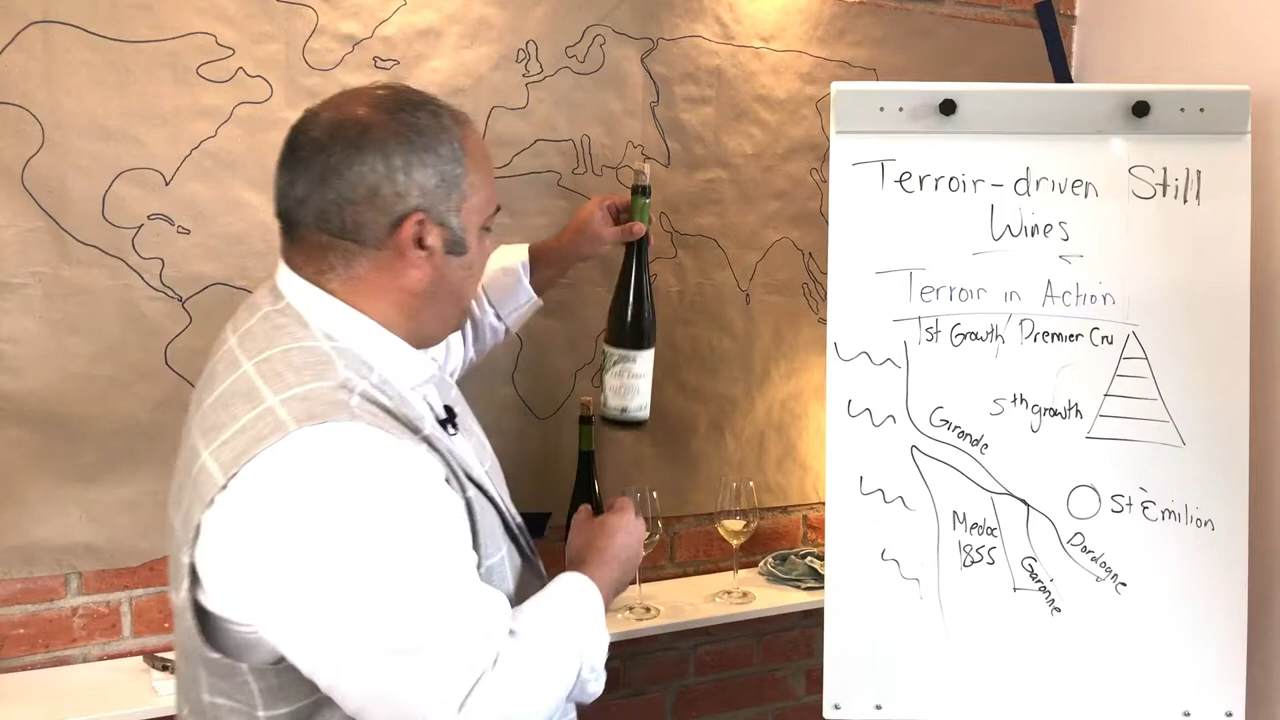 Terroir-driven Still
Wines
Terroir in Action
1st Growth/ Premier Cru
5th growth
Gironde
St Èmilion
Medoc
1855
Dordogne
Garonne